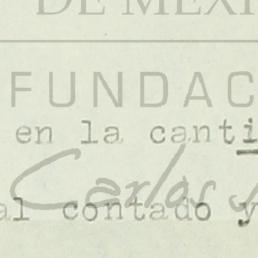 DE MEXI
FUNDAC
en la canti
Carlos
al contado y